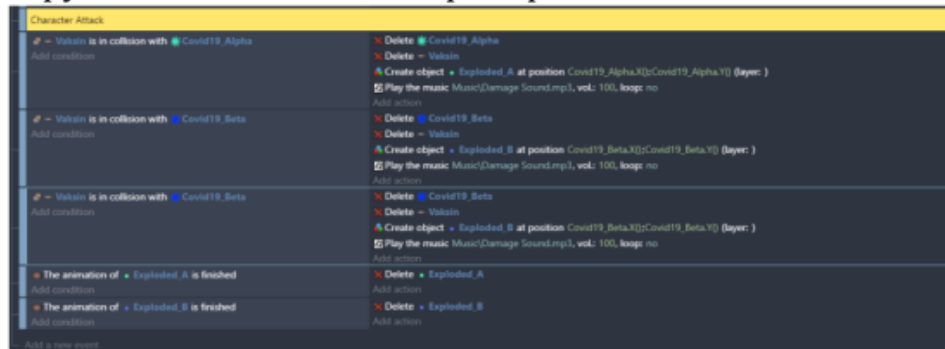 Character Attack
Vaksin is in collision with Covid19_Alpha
Add condition
Delete Covid19_Alpha
Delete Vaksin
Create object Exploded_A at position Covid19_Alpha.X();Covid19_Alpha.Y() (layer: )
Play the music Music\Damage Sound.mp3, vol.: 100, loop: no
Add action
Vaksin is in collision with Covid19_Beta
Add condition
Delete Covid19_Beta
Delete Vaksin
Create object Exploded_B at position Covid19_Beta.X();Covid19_Beta.Y() (layer: )
Play the music Music\Damage Sound.mp3, vol.: 100, loop: no
Add action
Vaksin is in collision with Covid19_Beta
Add condition
Delete Covid19_Beta
Delete Vaksin
Create object Exploded_B at position Covid19_Beta.X();Covid19_Beta.Y() (layer: )
Play the music Music\Damage Sound.mp3, vol.: 100, loop: no
Add action
The animation of Exploded_A is finished
Add condition
Delete Exploded_A
Add action
The animation of Exploded_B is finished
Add condition
Delete Exploded_B
Add action
Add a new event